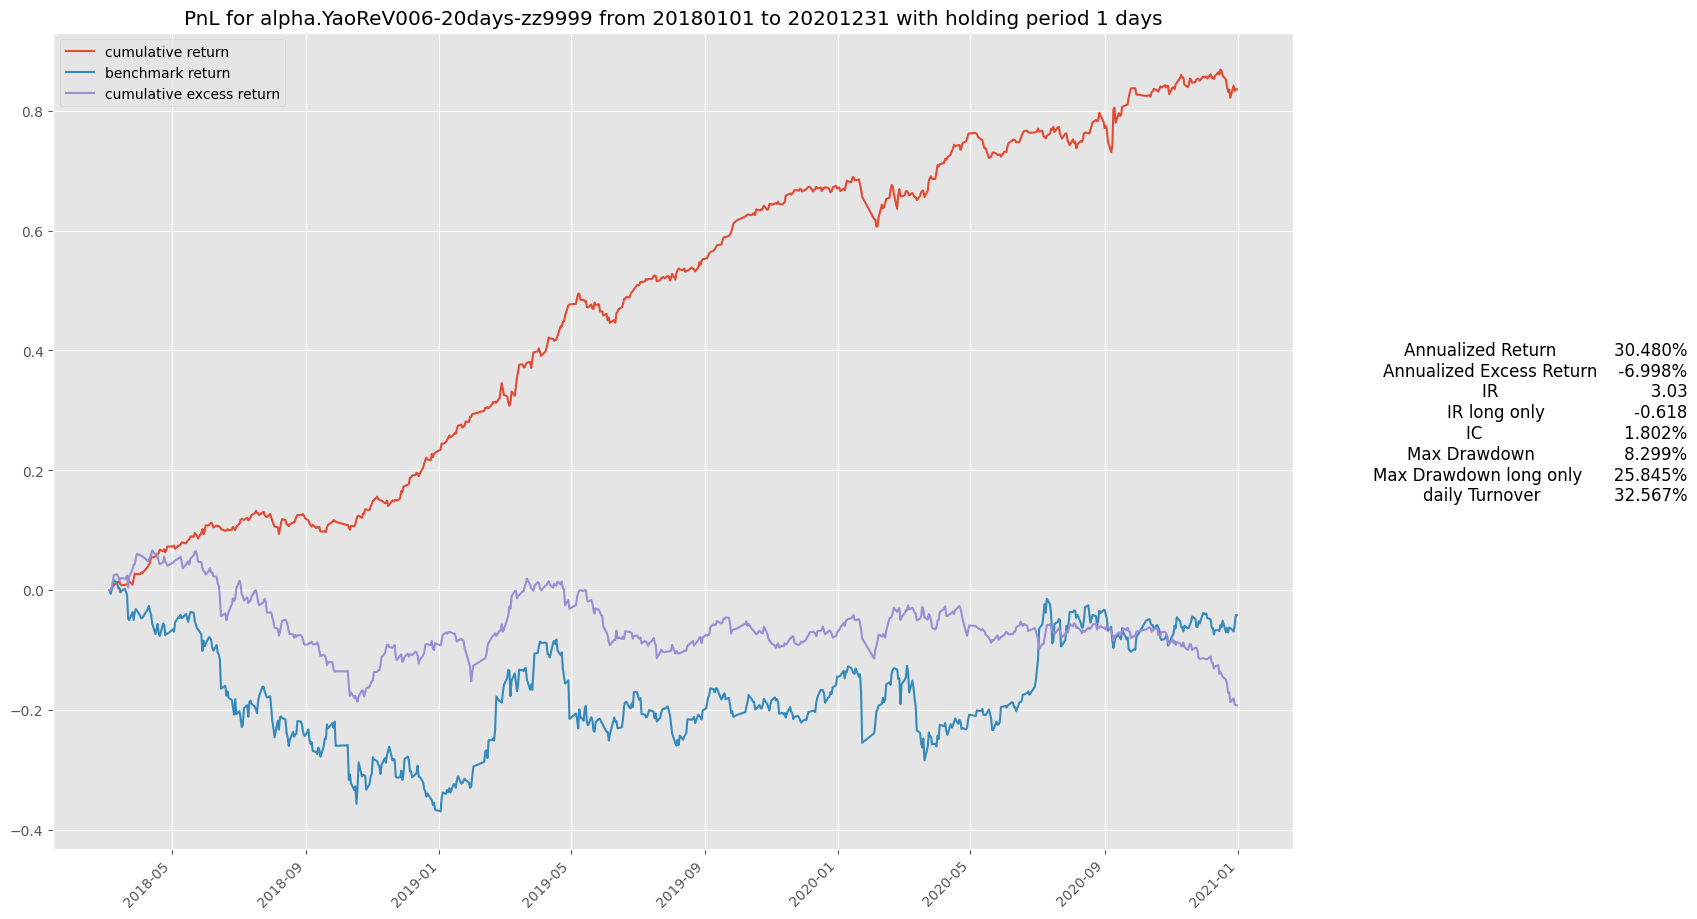 PnL for alpha.YaoReV006-20days-zz9999 from 20180101 to 20201231 with holding period 1 days
cumulative return
benchmark return
cumulative excess return
0.8
0.6
0.4
0.2
0.0
−0.2
−0.4
2018-05
2018-09
2019-01
2019-05
2019-09
2020-01
2020-05
2020-09
2021-01
Annualized Return 30.480%
Annualized Excess Return -6.998%
IR 3.03
IR long only -0.618
IC 1.802%
Max Drawdown 8.299%
Max Drawdown long only 25.845%
daily Turnover 32.567%